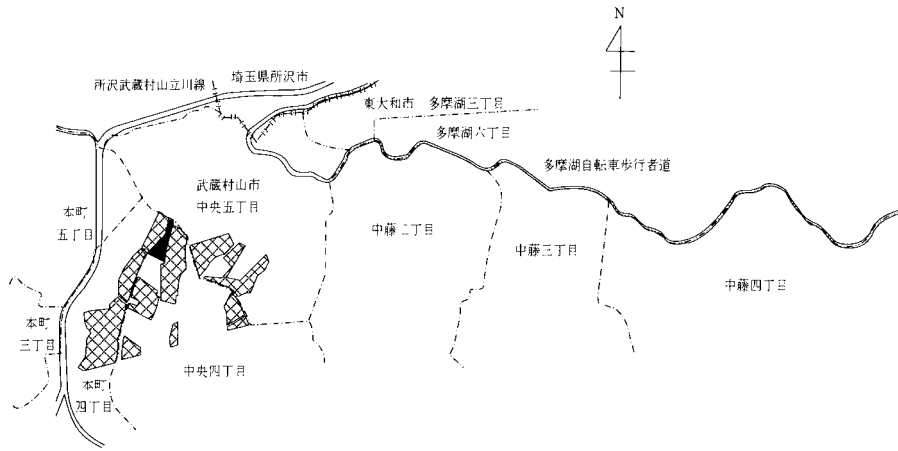 N
所沢武蔵村山立川線
埼玉県所沢市
東大和市 多摩湖三丁目
多摩湖六丁目
多摩湖自転車歩行者道
武蔵村山市
中央五丁目
本町
五丁目
中藤二丁目
中藤三丁目
中藤四丁目
本町
三丁目
中央四丁目
本町
四丁目